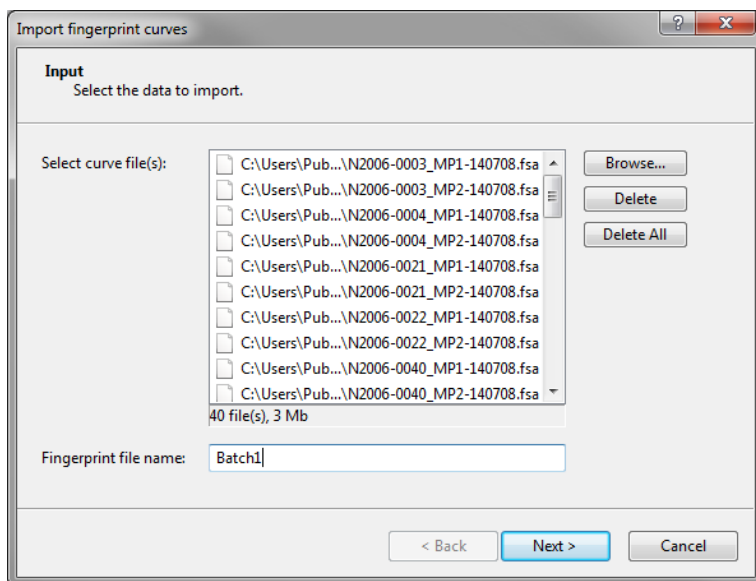 Import fingerprint curves
Input
Select the data to import.
Select curve file(s):
C:\Users\Pub...\N2006-0003_MP1-140708.fsa
C:\Users\Pub...\N2006-0003_MP2-140708.fsa
C:\Users\Pub...\N2006-0004_MP1-140708.fsa
C:\Users\Pub...\N2006-0004_MP2-140708.fsa
C:\Users\Pub...\N2006-0021_MP1-140708.fsa
C:\Users\Pub...\N2006-0021_MP2-140708.fsa
C:\Users\Pub...\N2006-0022_MP1-140708.fsa
C:\Users\Pub...\N2006-0022_MP2-140708.fsa
C:\Users\Pub...\N2006-0040_MP1-140708.fsa
C:\Users\Pub...\N2006-0040_MP2-140708.fsa
Browse...
Delete
Delete All
40 file(s), 3 Mb
Fingerprint file name: Batch1
< Back Next > Cancel